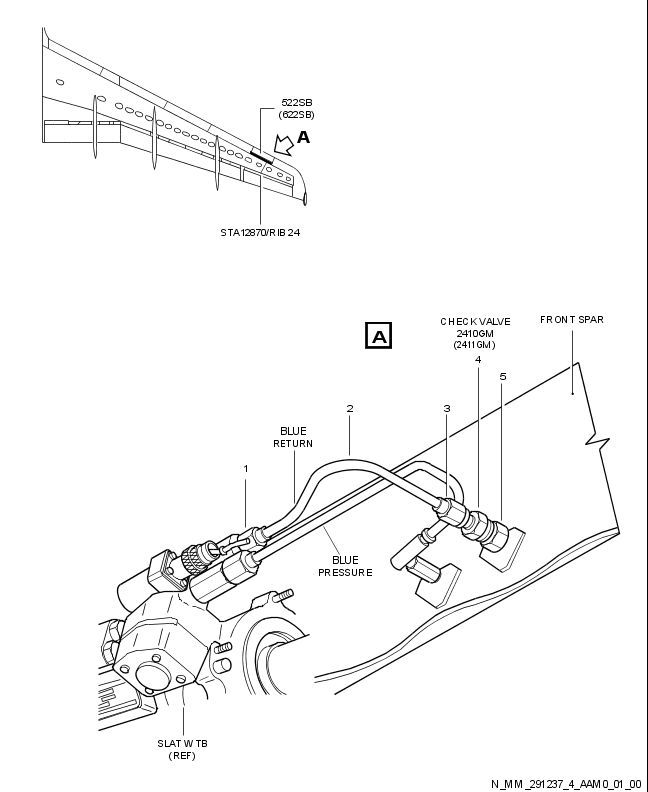 522SB
(622SB)
A
STA12870/RIB 24
A
CHECK VALVE
2410GM
(2411GM)
FRONT SPAR
4
5
2
3
BLUE
RETURN
1
BLUE
PRESSURE
SLAT WTB
(REF)
N_MM_291237_4_AAM0_01_00